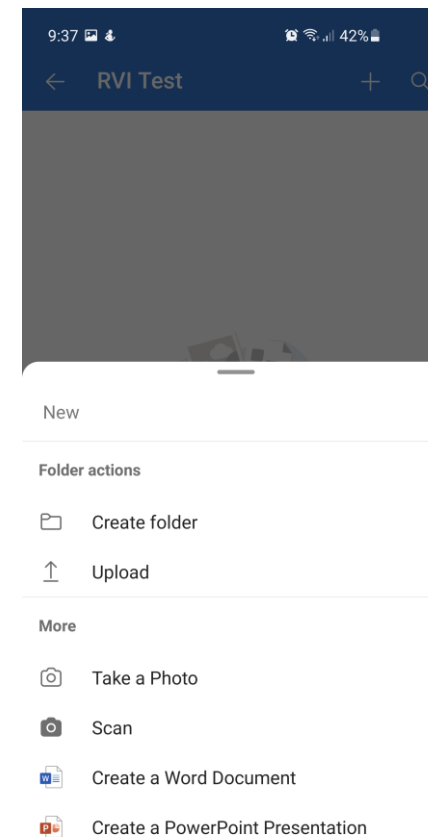 9:37 42%
RVI Test
New
Folder actions
Create folder
Upload
More
Take a Photo
Scan
Create a Word Document
Create a PowerPoint Presentation